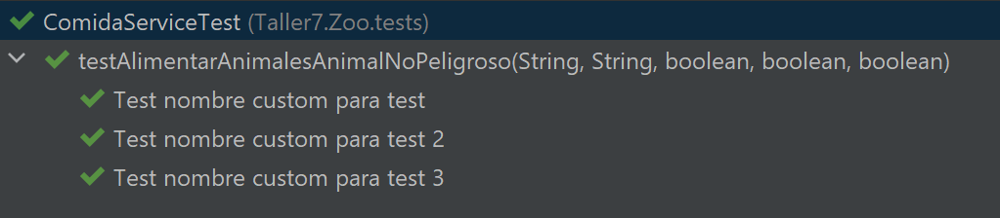 ComidaServiceTest (Taller7.Zoo.tests)
testAlimentarAnimalesAnimalNoPeligroso(String, String, boolean, boolean, boolean)
Test nombre custom para test
Test nombre custom para test 2
Test nombre custom para test 3